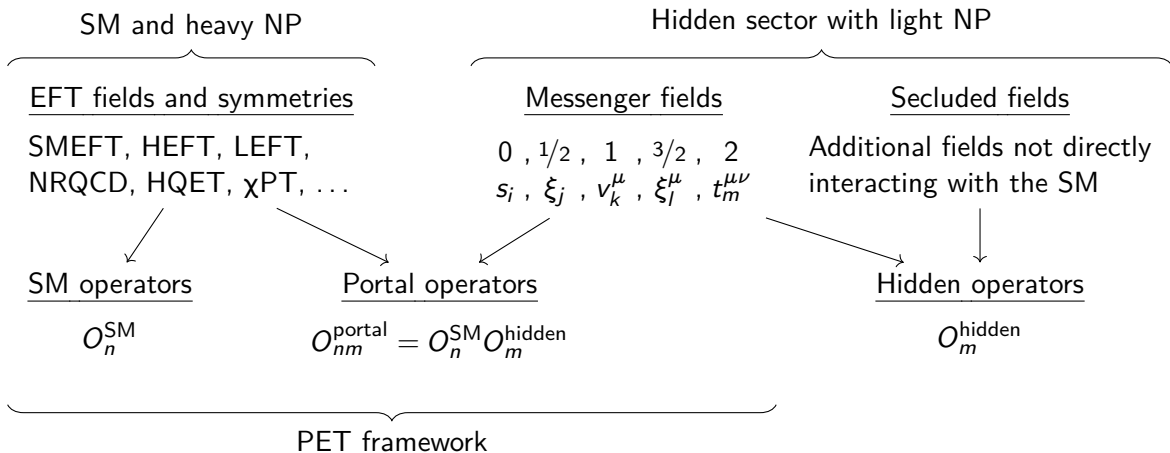 SM and heavy NP
Hidden sector with light NP
EFT fields and symmetries
SMEFT, HEFT, LEFT,
NRQCD, HQET, χPT, …
Messenger fields
0 , 1/2 , 1 , 3/2 , 2
s_i , ξ_j , v_k^μ , ξ_l^μ , t_m^{μν}
Secluded fields
Additional fields not directly
interacting with the SM
SM operators
O_n^{SM}
Portal operators
O_{nm}^{portal} = O_n^{SM} O_m^{hidden}
Hidden operators
O_m^{hidden}
PET framework